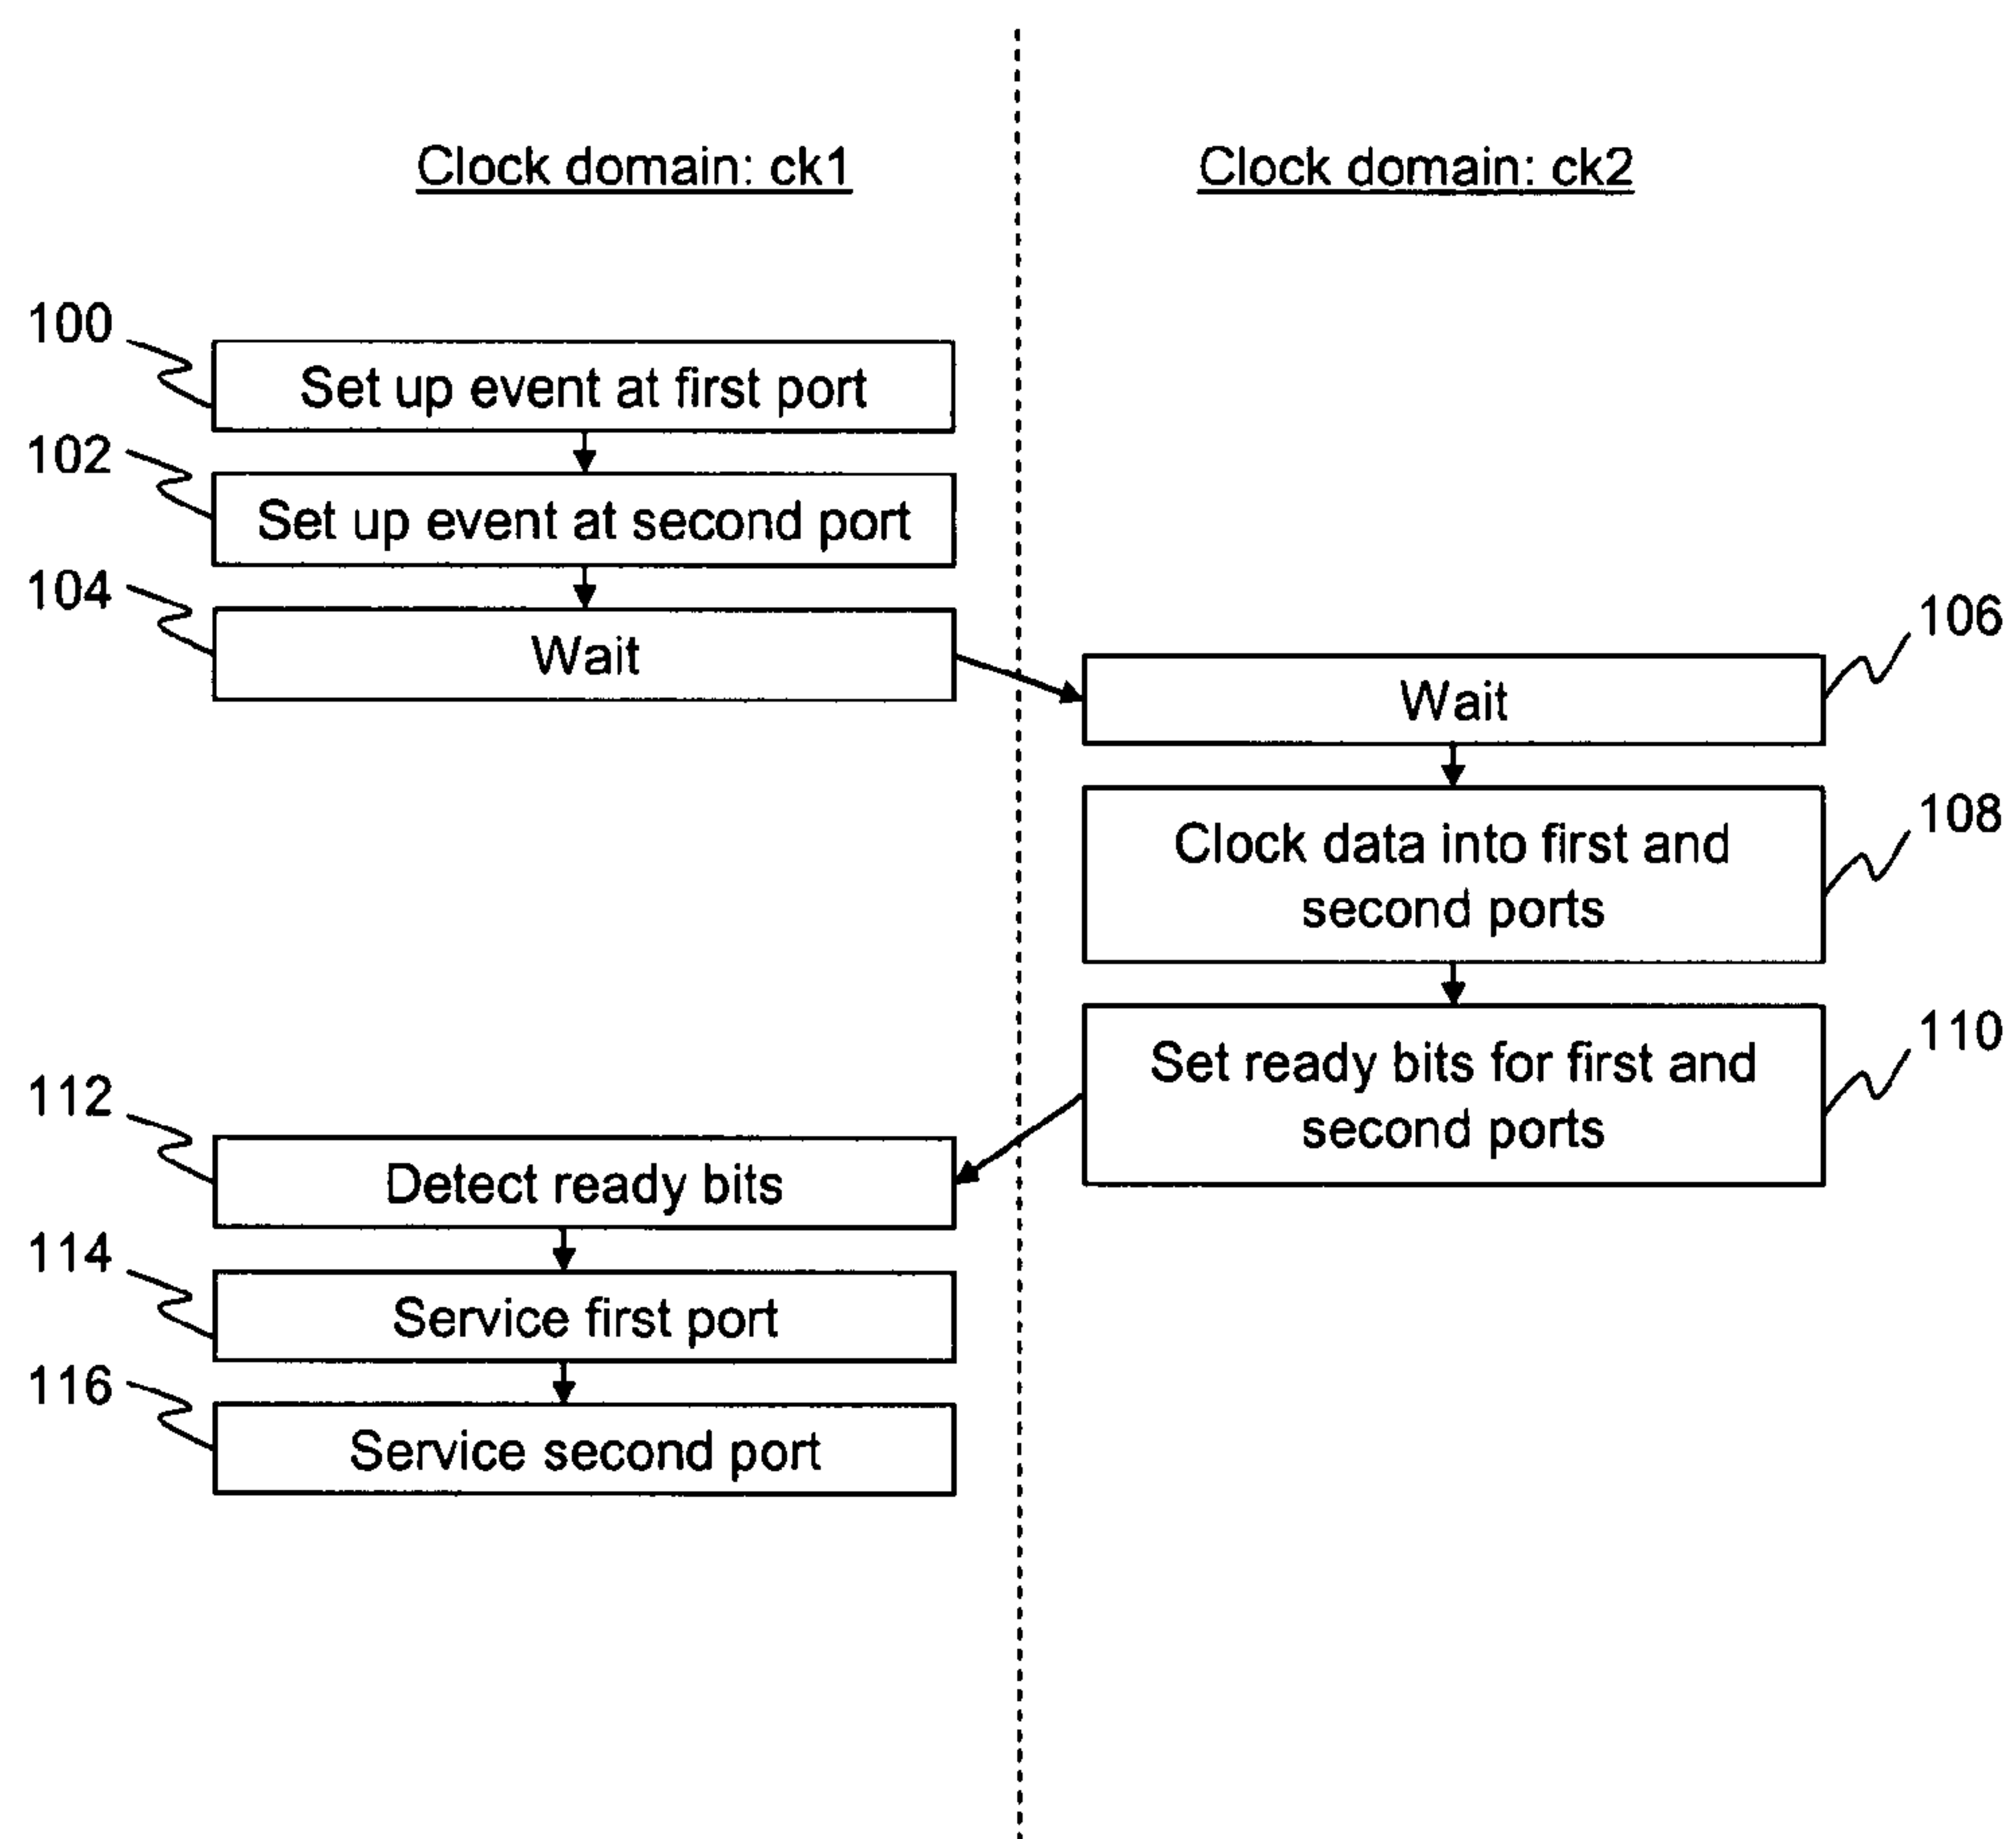 Clock domain: ck1
Clock domain: ck2
100
Set up event at first port
102
Set up event at second port
104
Wait
106
Wait
108
Clock data into first and
second ports
110
Set ready bits for first and
second ports
112
Detect ready bits
114
Service first port
116
Service second port